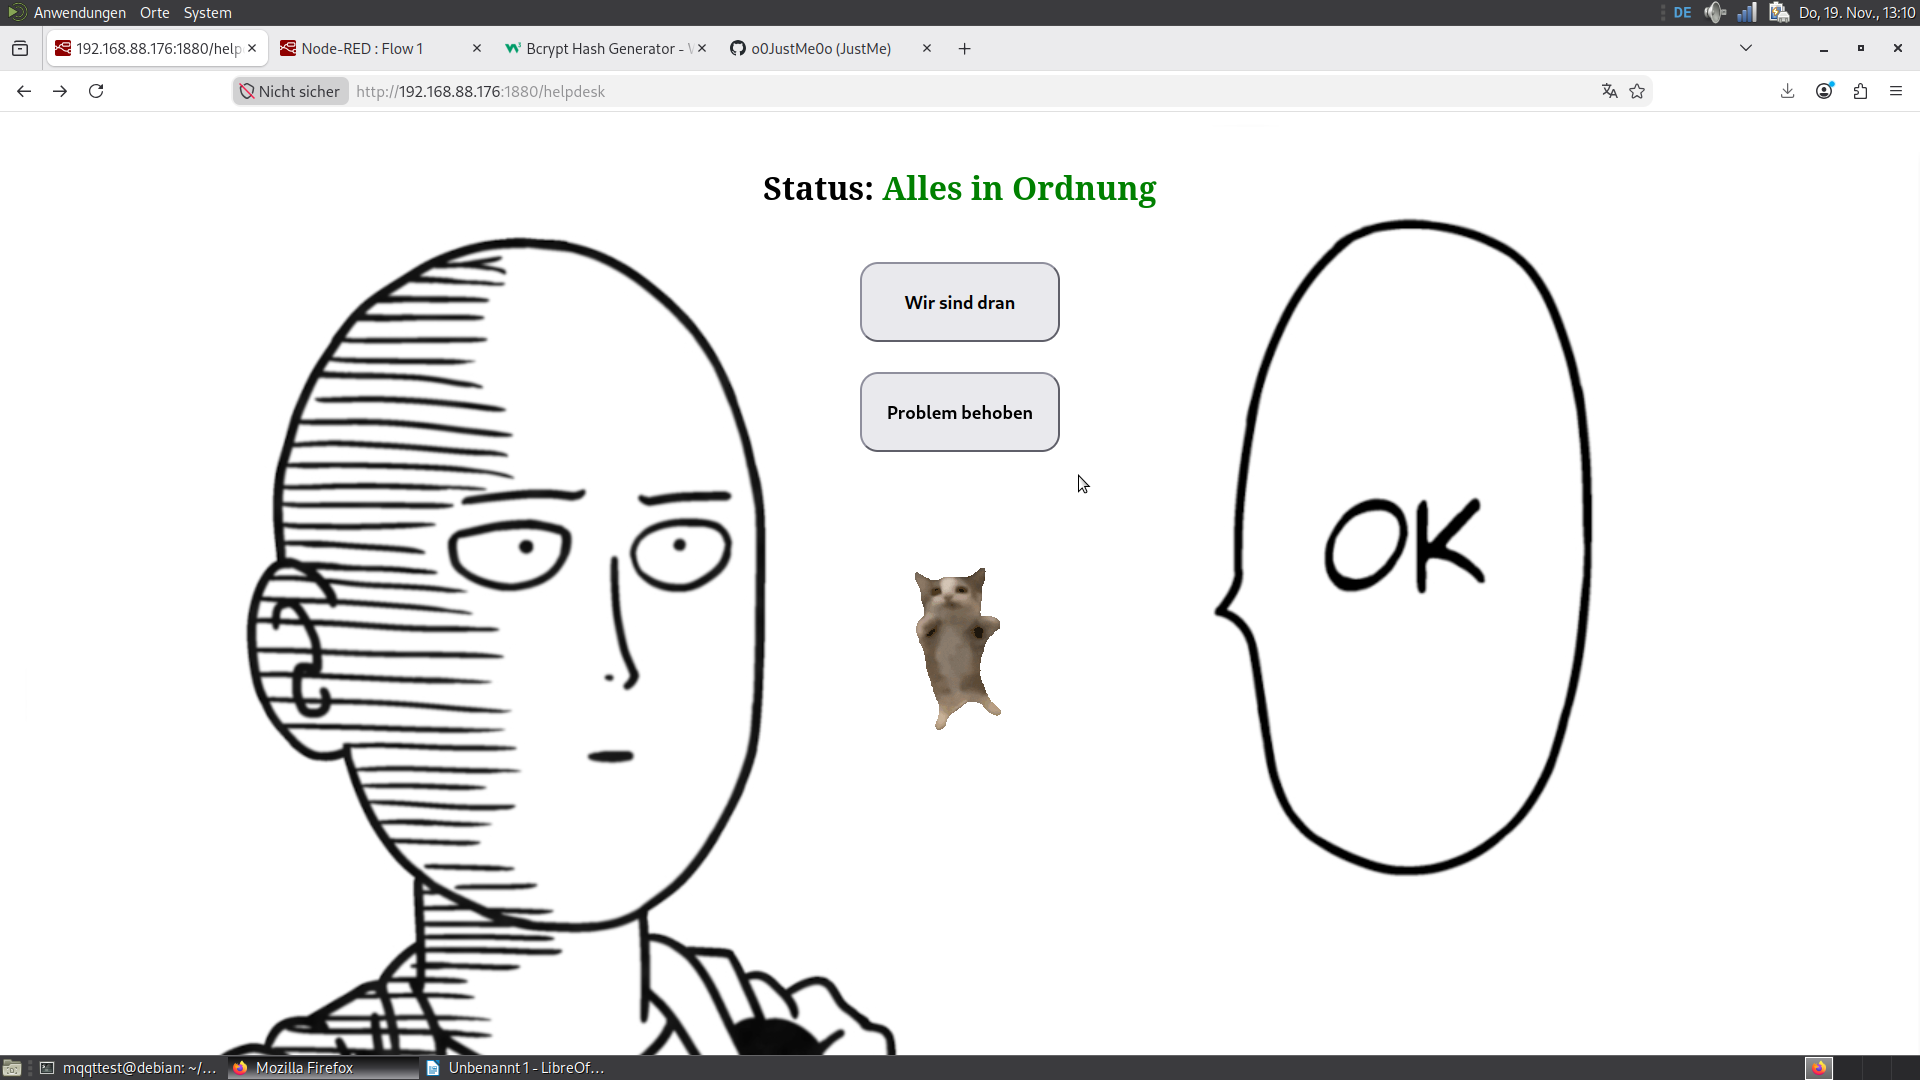 Anwendungen Orte System
DE Do, 19. Nov., 13:10
192.168.88.176:1880/help
Node-RED : Flow 1
Bcrypt Hash Generator -
o0JustMe0o (JustMe)
Nicht sicher
http://192.168.88.176:1880/helpdesk
Status: Alles in Ordnung
Wir sind dran
Problem behoben
OK
mqqttest@debian: ~/...
Mozilla Firefox
Unbenannt 1 - LibreOf...